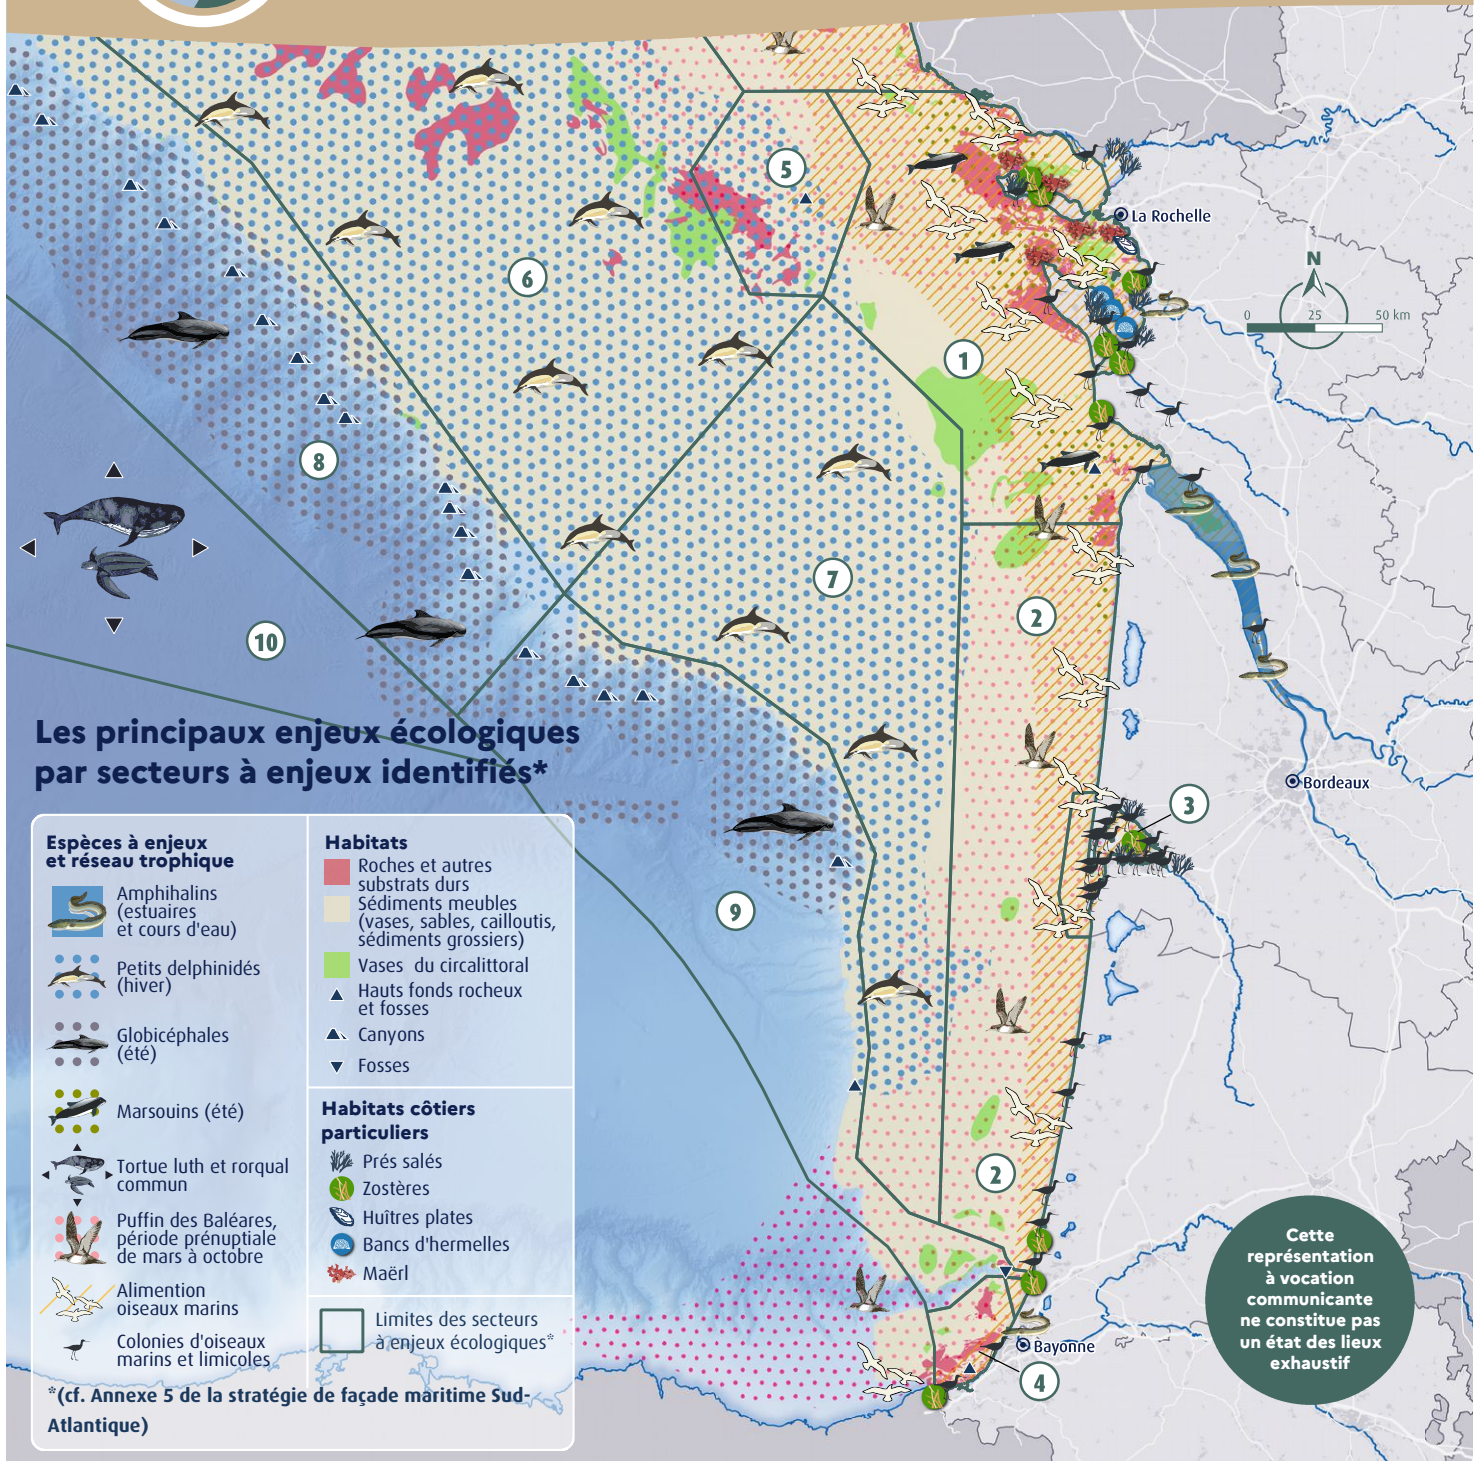 5
La Rochelle
N
0 25 50 km
6
1
8
7
2
10
Les principaux enjeux écologiques
par secteurs à enjeux identifiés*
Bordeaux
3
9
Espèces à enjeux
et réseau trophique
Amphihalins
(estuaires
et cours d'eau)
Petits delphinidés
(hiver)
Globicéphales
(été)
Marsouins (été)
Tortue luth et rorqual
commun
Puffin des Baléares,
période prénuptiale
de mars à octobre
Alimention
oiseaux marins
Colonies d'oiseaux
marins et limicoles
Habitats
Roches et autres
substrats durs
Sédiments meubles
(vases, sables, cailloutis,
sédiments grossiers)
Vases du circalittoral
Hauts fonds rocheux
et fosses
Canyons
Fosses
Habitats côtiers
particuliers
Prés salés
Zostères
Huîtres plates
Bancs d'hermelles
Maërl
Limites des secteurs
à enjeux écologiques*
*(cf. Annexe 5 de la stratégie de façade maritime Sud-
Atlantique)
2
Bayonne
4
Cette
représentation
à vocation
communicante
ne constitue pas
un état des lieux
exhaustif